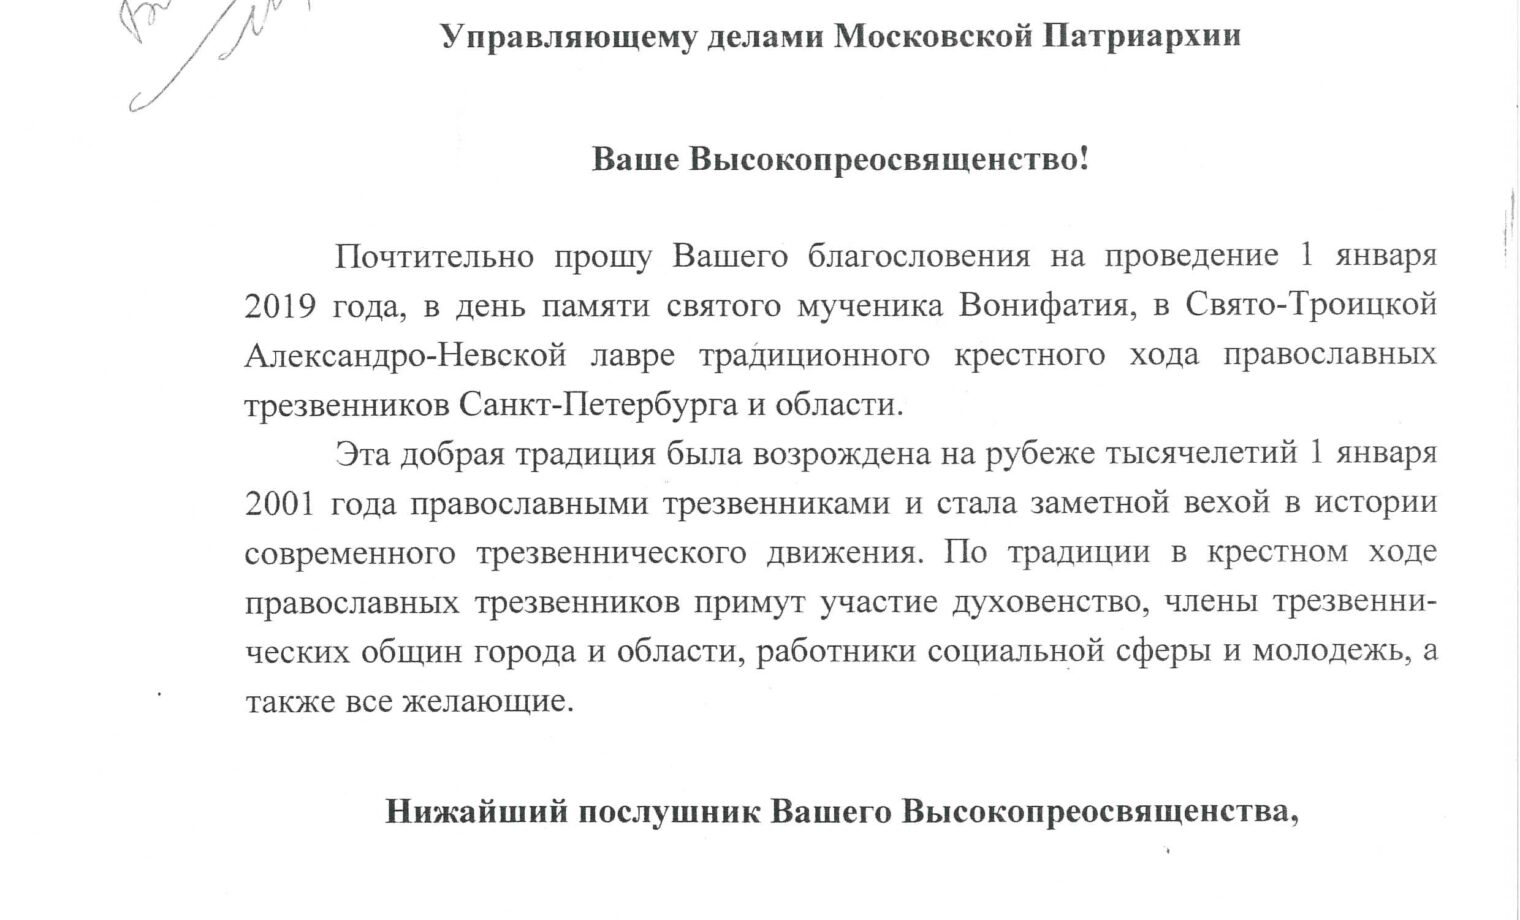 Управляющему делами Московской Патриархии
Ваше Высокопреосвященство!
Почтительно прошу Вашего благословения на проведение 1 января
2019 года, в день памяти святого мученика Вонифатия, в Свято-Троицкой
Александро-Невской лавре традиционного крестного хода православных
трезвенников Санкт-Петербурга и области.
Эта добрая традиция была возрождена на рубеже тысячелетий 1 января
2001 года православными трезвенниками и стала заметной вехой в истории
современного трезвеннического движения. По традиции в крестном ходе
православных трезвенников примут участие духовенство, члены трезвенни-
ческих общин города и области, работники социальной сферы и молодежь, а
также все желающие.
Нижайший послушник Вашего Высокопреосвященства,